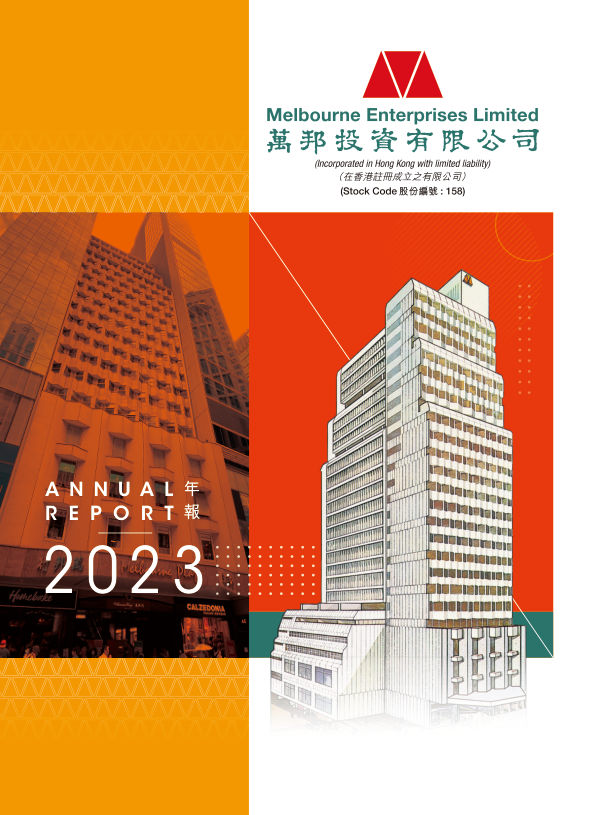 Melbourne Enterprises Limited
萬邦投資有限公司
(Incorporated in Hong Kong with limited liability)
(在香港註冊成立之有限公司)
(Stock Code 股份編號 : 158)
ANNUAL 年
REPORT 報
2023
Melbourne Plaza
CALZEDONIA